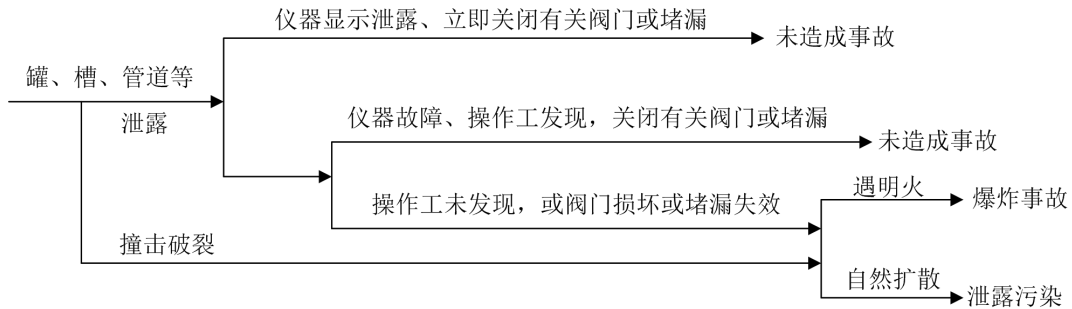 仪器显示泄露、立即关闭有关阀门或堵漏
未造成事故
罐、槽、管道等
泄露
仪器故障、操作工发现，关闭有关阀门或堵漏
未造成事故
操作工未发现，或阀门损坏或堵漏失效
遇明火
爆炸事故
撞击破裂
自然扩散
泄露污染